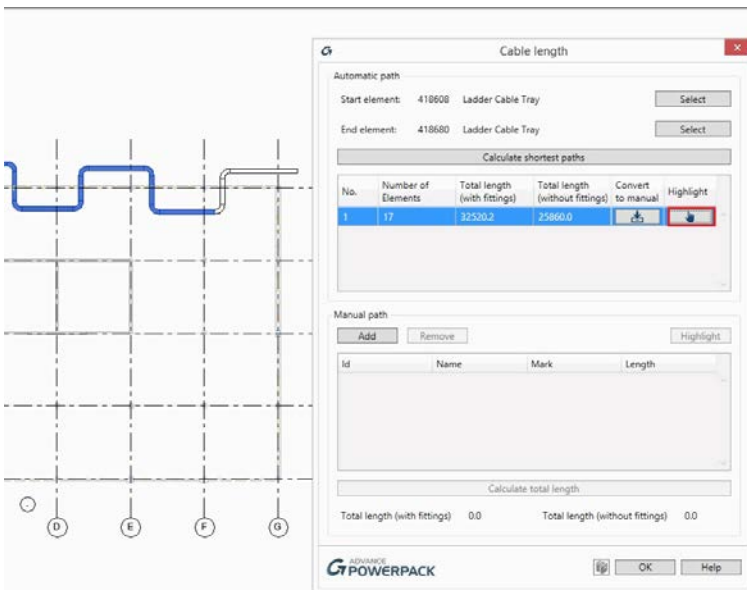 Cable length
Automatic path
Start element: 418608 Ladder Cable Tray Select
End element: 418680 Ladder Cable Tray Select
Calculate shortest paths
No. Number of Elements Total length (with fittings) Total length (without fittings) Convert to manual Highlight
1 17 32520.2 25860.0
Manual path
Add Remove Highlight
Id Name Mark Length
Calculate total length
Total length (with fittings) 0.0 Total length (without fittings) 0.0
D E F G
G ADVANCE
POWERPACK
OK Help